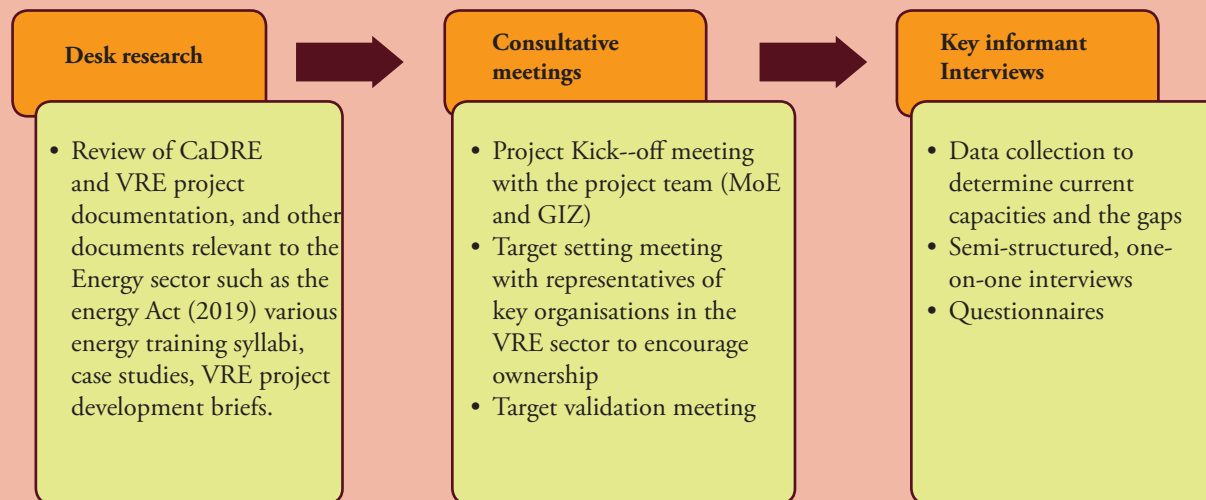 Desk research
• Review of CaDRE
and VRE project
documentation, and other
documents relevant to the
Energy sector such as the
energy Act (2019) various
energy training syllabi,
case studies, VRE project
development briefs.
Consultative
meetings
• Project Kick--off meeting
with the project team (MoE
and GIZ)
• Target setting meeting
with representatives of
key organisations in the
VRE sector to encourage
ownership
• Target validation meeting
Key informant
Interviews
• Data collection to
determine current
capacities and the gaps
• Semi-structured, one-
on-one interviews
• Questionnaires